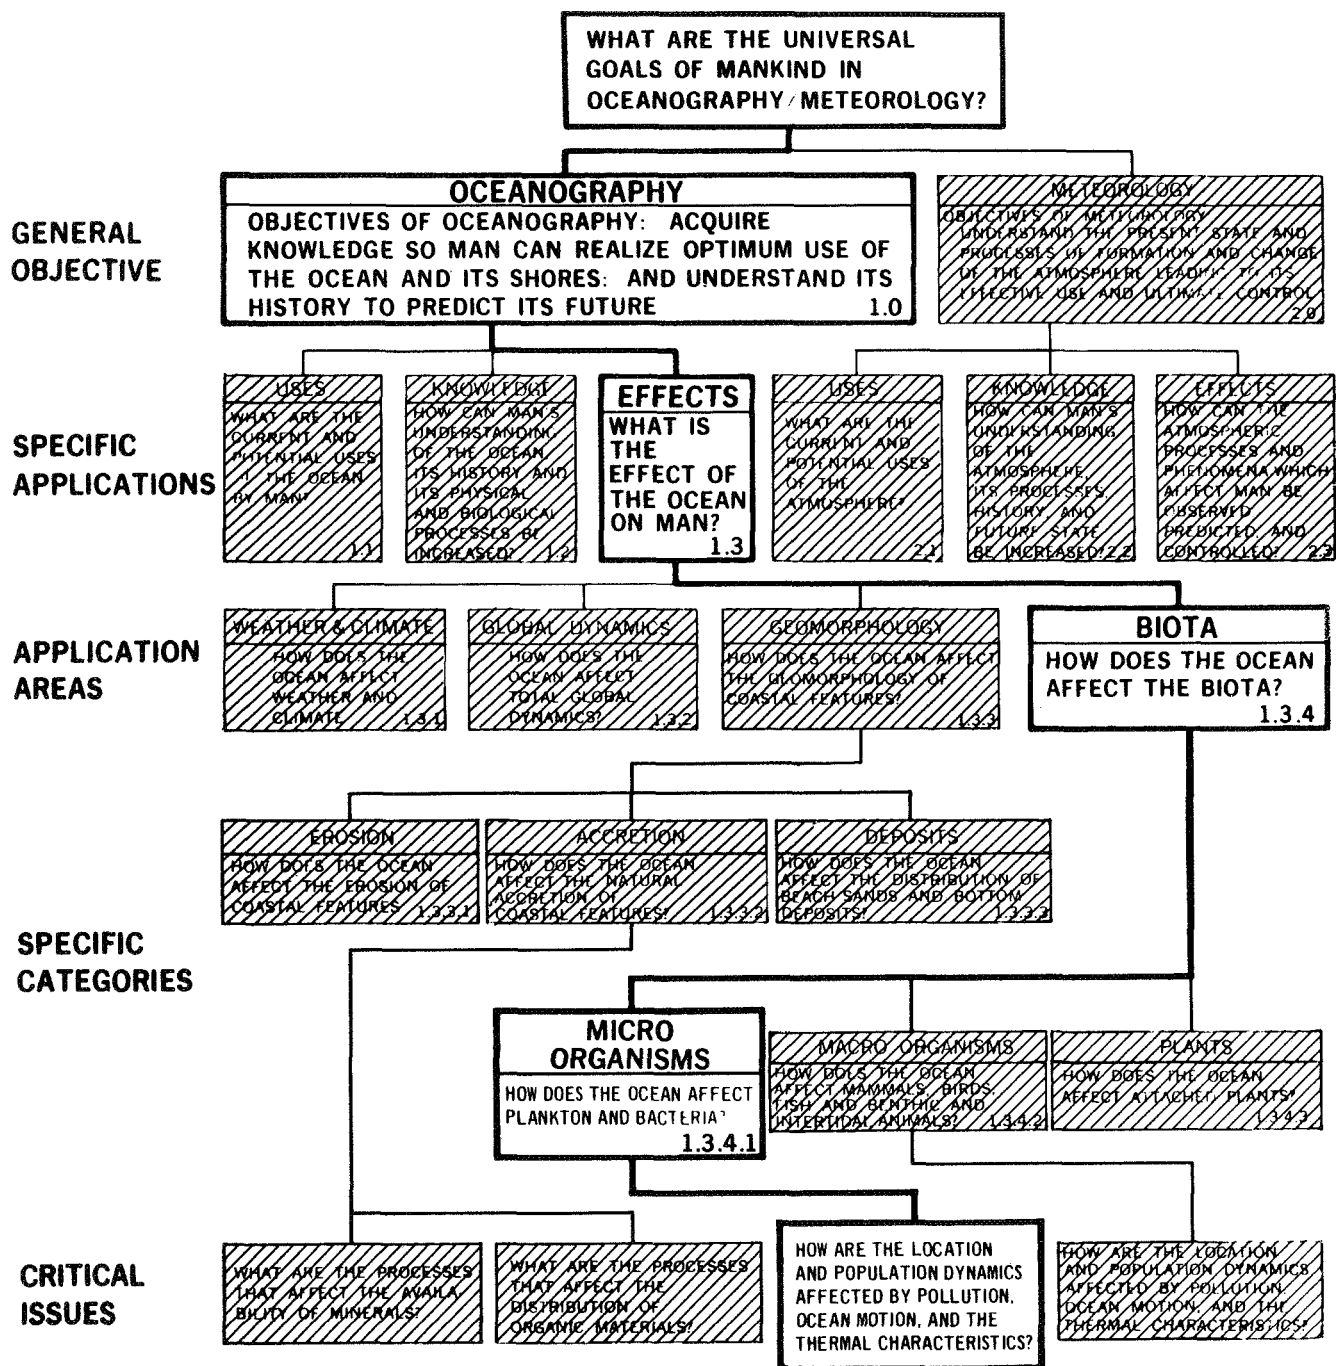 WHAT ARE THE UNIVERSAL
GOALS OF MANKIND IN
OCEANOGRAPHY/METEOROLOGY?
GENERAL
OBJECTIVE
OCEANOGRAPHY
OBJECTIVES OF OCEANOGRAPHY: ACQUIRE
KNOWLEDGE SO MAN CAN REALIZE OPTIMUM USE OF
THE OCEAN AND ITS SHORES: AND UNDERSTAND ITS
HISTORY TO PREDICT ITS FUTURE 1.0
METEOROLOGY
OBJECTIVES OF METEOROLOGY
UNDERSTAND THE PRESENT STATE AND
PROCESSES OF FORMATION AND CHANGE
OF THE ATMOSPHERE LEADING TO ITS
EFFECTIVE USE AND ULTIMATE CONTROL
2.0
SPECIFIC
APPLICATIONS
USES
WHAT ARE THE
CURRENT AND
POTENTIAL USES
OF THE OCEAN
BY MAN?
1.1
KNOWLEDGE
HOW CAN MAN'S
UNDERSTANDING
OF THE OCEAN,
ITS HISTORY AND
ITS PHYSICAL
AND BIOLOGICAL
PROCESSES BE
INCREASED? 1.2
EFFECTS
WHAT IS
THE
EFFECT OF
THE OCEAN
ON MAN?
1.3
USES
WHAT ARE THE
CURRENT AND
POTENTIAL USES
OF THE
ATMOSPHERE?
2.1
KNOWLEDGE
HOW CAN MAN'S
UNDERSTANDING
OF THE
ATMOSPHERE,
ITS PROCESSES,
HISTORY, AND
FUTURE STATE
BE INCREASED? 2.2
EFFECTS
HOW CAN THE
ATMOSPHERIC
PROCESSES AND
PHENOMENA WHICH
AFFECT MAN BE
OBSERVED,
PREDICTED, AND
CONTROLLED? 2.3
APPLICATION
AREAS
WEATHER & CLIMATE
HOW DOES THE
OCEAN AFFECT
WEATHER AND
CLIMATE 1.3.1
GLOBAL DYNAMICS
HOW DOES THE
OCEAN AFFECT
TOTAL GLOBAL
DYNAMICS? 1.3.2
GEOMORPHOLOGY
HOW DOES THE OCEAN AFFECT
THE GEOMORPHOLOGY OF
COASTAL FEATURES?
1.3.3
BIOTA
HOW DOES THE OCEAN
AFFECT THE BIOTA?
1.3.4
SPECIFIC
CATEGORIES
EROSION
HOW DOES THE OCEAN
AFFECT THE EROSION OF
COASTAL FEATURES 1.3.3.1
ACCRETION
HOW DOES THE OCEAN
AFFECT THE NATURAL
ACCRETION OF
COASTAL FEATURES? 1.3.3.2
DEPOSITS
HOW DOES THE OCEAN
AFFECT THE DISTRIBUTION OF
BEACH SANDS AND BOTTOM
DEPOSITS? 1.3.3.3
MICRO
ORGANISMS
HOW DOES THE OCEAN AFFECT
PLANKTON AND BACTERIA?
1.3.4.1
MACRO ORGANISMS
HOW DOES THE OCEAN
AFFECT MAMMALS, BIRDS,
FISH AND BENTHIC AND
INTERTIDAL ANIMALS? 1.3.4.2
PLANTS
HOW DOES THE OCEAN
AFFECT ATTACHED PLANTS?
1.3.4.3
CRITICAL
ISSUES
WHAT ARE THE PROCESSES
THAT AFFECT THE AVAILA-
BILITY OF MINERALS?
WHAT ARE THE PROCESSES
THAT AFFECT THE
DISTRIBUTION OF
ORGANIC MATERIALS?
HOW ARE THE LOCATION
AND POPULATION DYNAMICS
AFFECTED BY POLLUTION,
OCEAN MOTION, AND THE
THERMAL CHARACTERISTICS?
HOW ARE THE LOCATION
AND POPULATION DYNAMICS
AFFECTED BY POLLUTION,
OCEAN MOTION, AND THE
THERMAL CHARACTERISTICS?